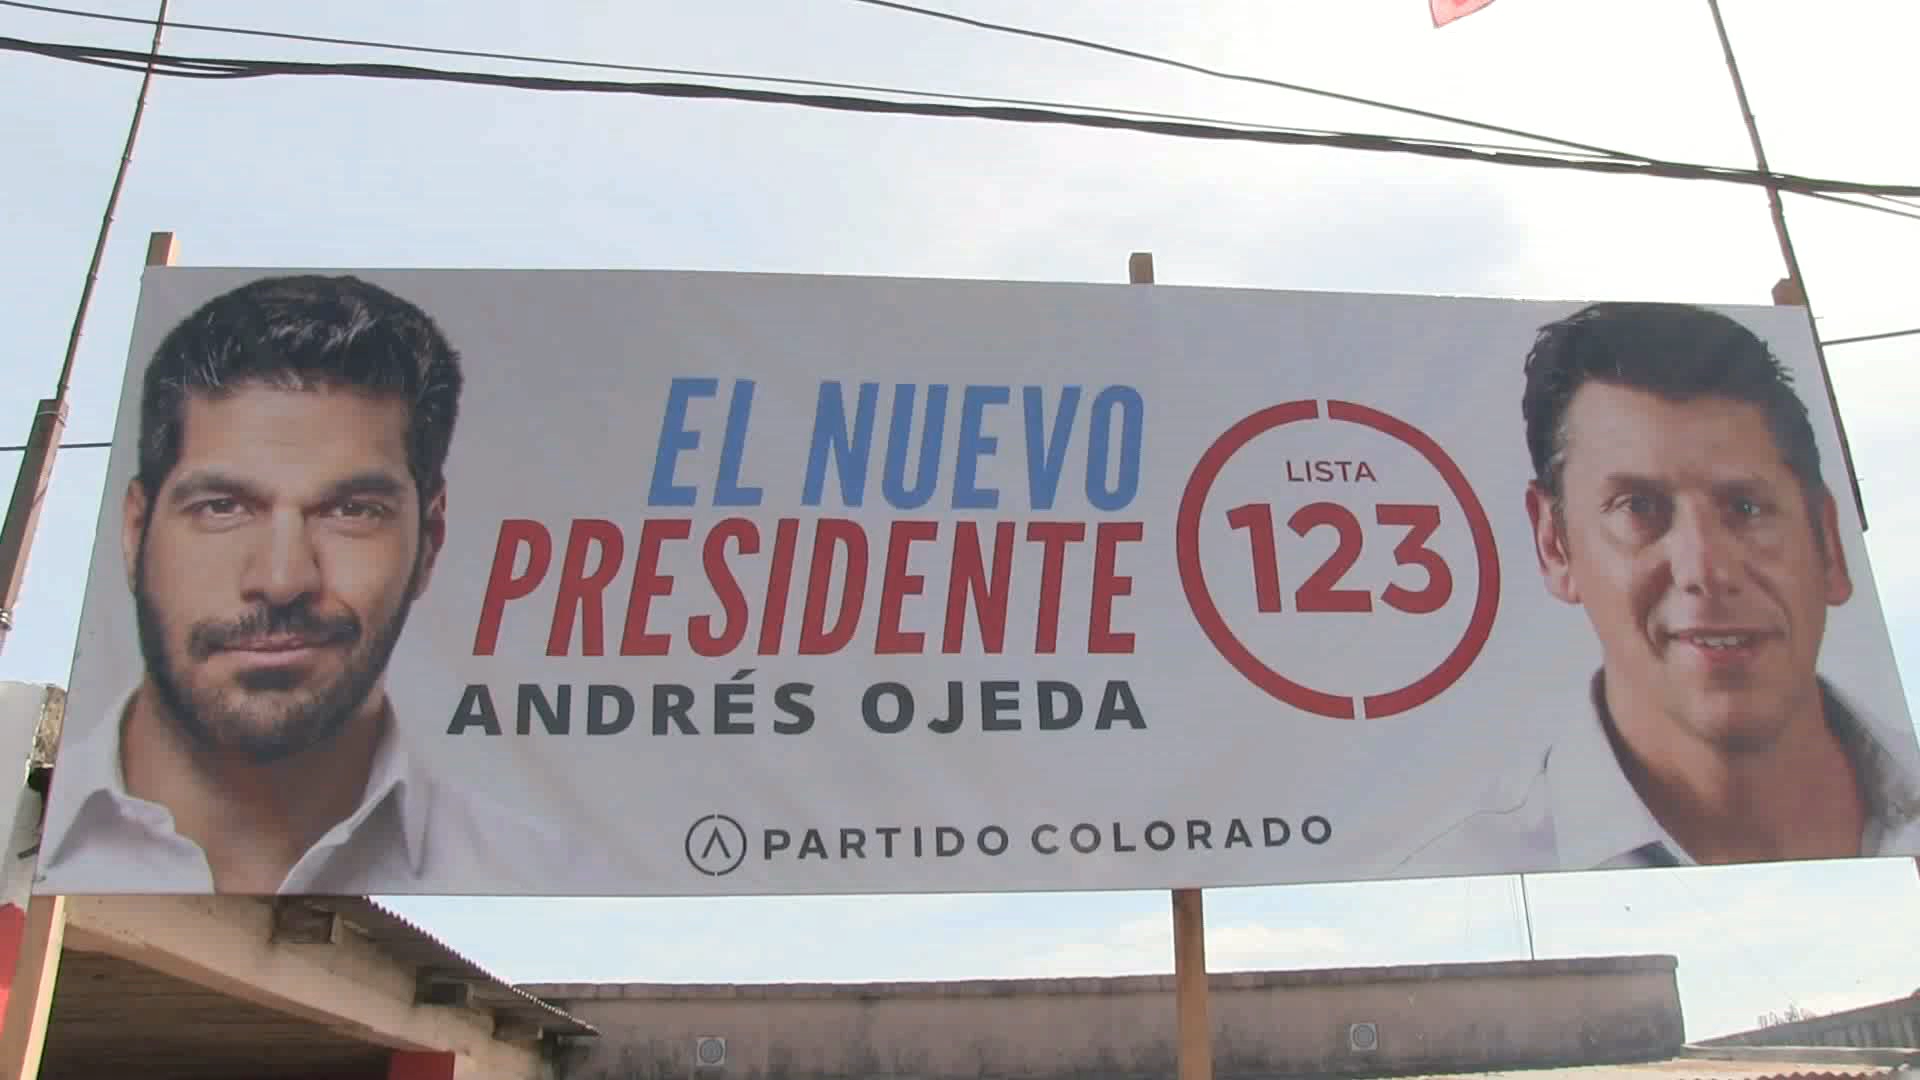 EL NUEVO
PRESIDENTE
ANDRÉS OJEDA
LISTA
123
PARTIDO COLORADO